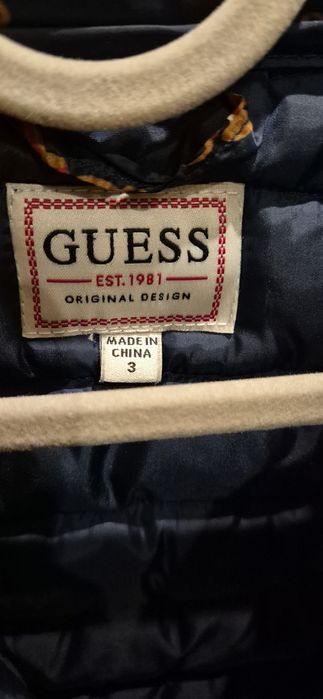 GUESS
EST. 1981
ORIGINAL DESIGN
MADE IN
CHINA
3